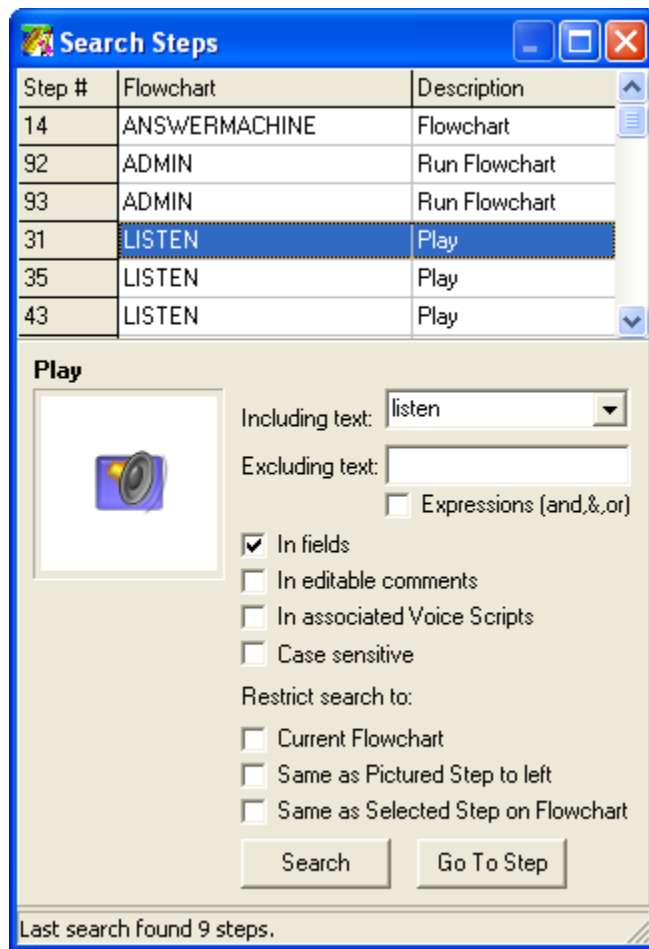 Search Steps
Step # Flowchart Description
14 ANSWERMACHINE Flowchart
92 ADMIN Run Flowchart
93 ADMIN Run Flowchart
31 LISTEN Play
35 LISTEN Play
43 LISTEN Play
Play
Including text: listen
Excluding text:
Expressions (and,&,or)
In fields
In editable comments
In associated Voice Scripts
Case sensitive
Restrict search to:
Current Flowchart
Same as Pictured Step to left
Same as Selected Step on Flowchart
Search Go To Step
Last search found 9 steps.